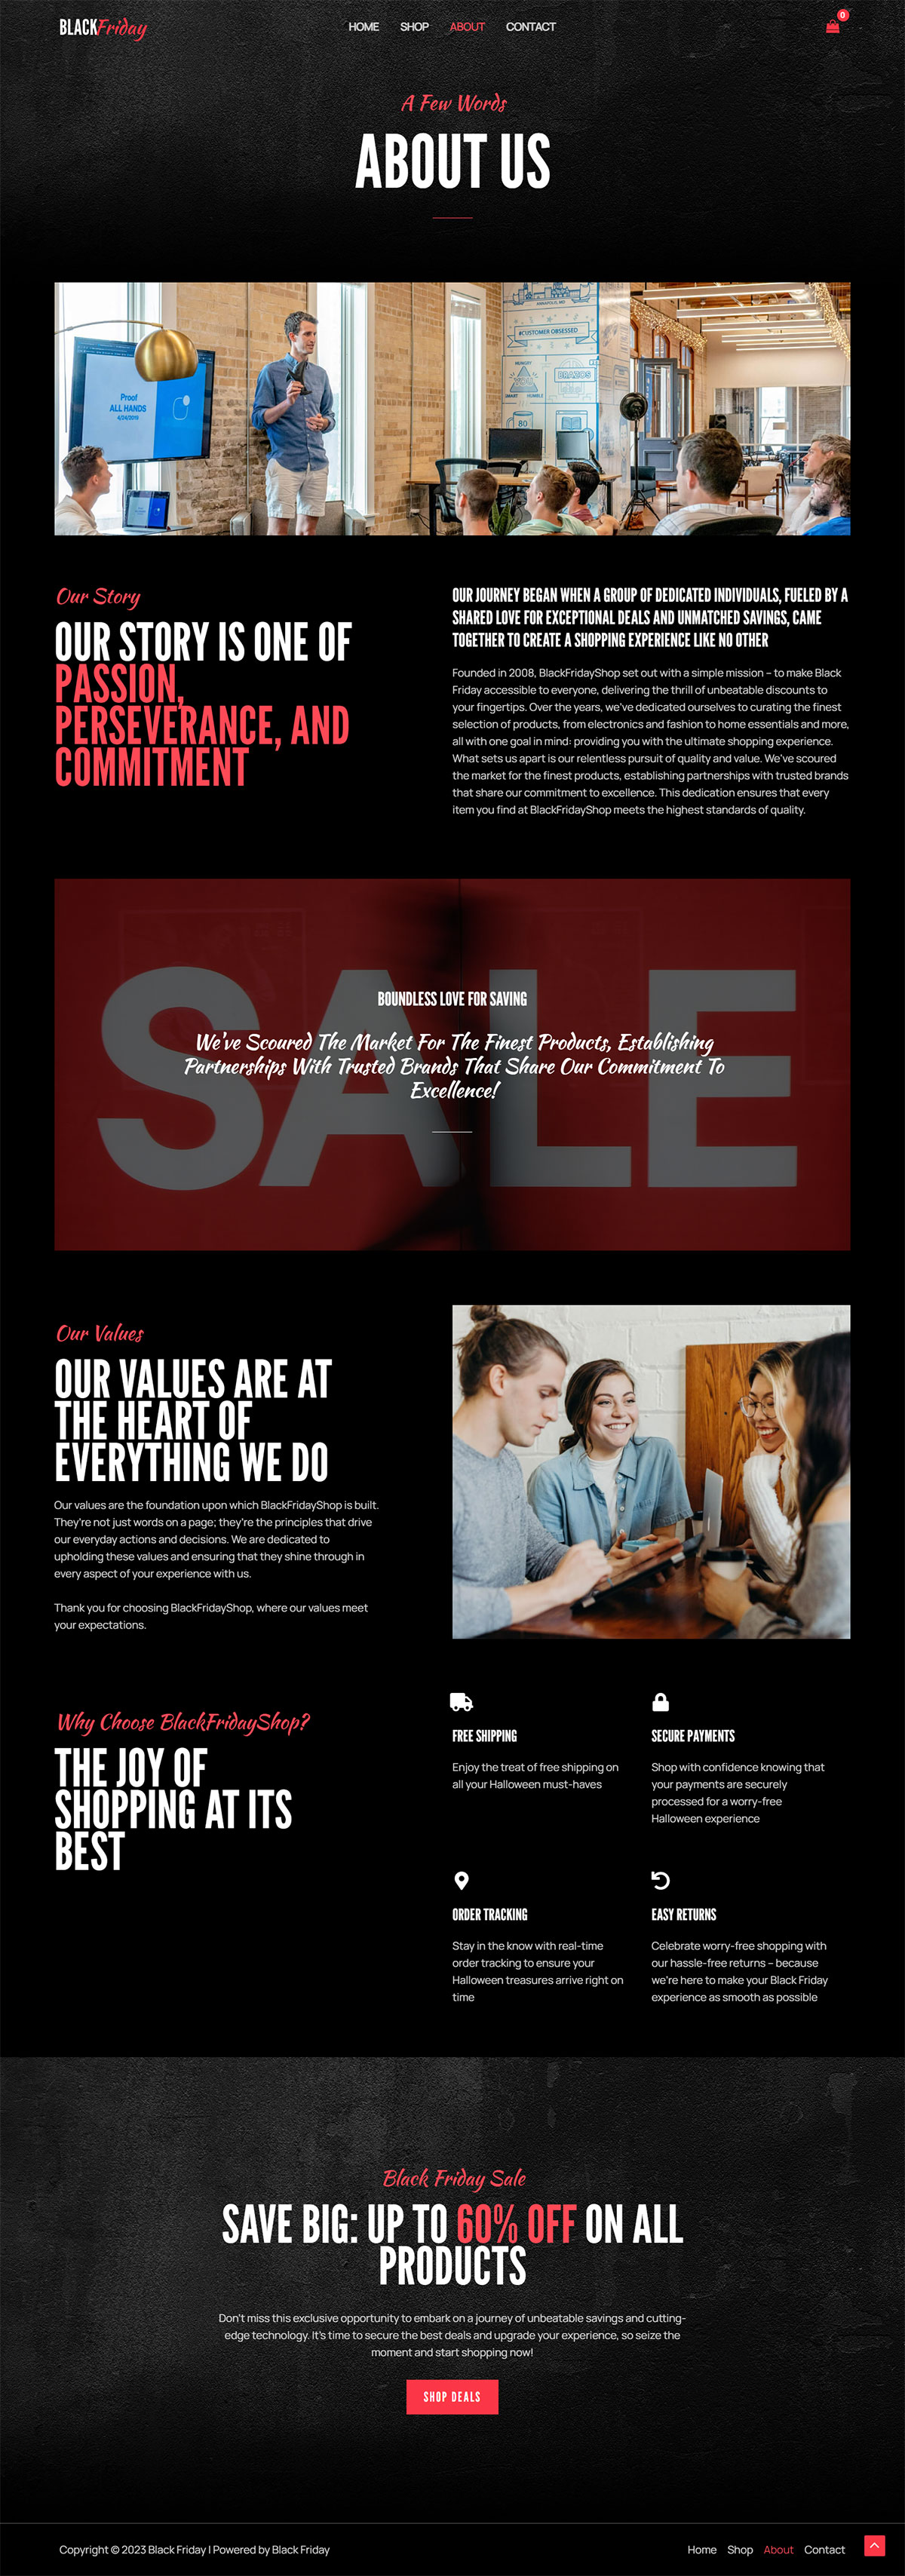 BLACKFriday
HOME SHOP ABOUT CONTACT
0
A Few Words
ABOUT US
Proof
ALL HANDS
4/24/2018
ANNAPOLIS, MD
#CUSTOMER OBSESSED
BRAZOS
SMART HUMBLE
80
Our Story
OUR STORY IS ONE OF
PASSION,
PERSEVERANCE, AND
COMMITMENT
OUR JOURNEY BEGAN WHEN A GROUP OF DEDICATED INDIVIDUALS, FUELED BY A
SHARED LOVE FOR EXCEPTIONAL DEALS AND UNMATCHED SAVINGS, CAME
TOGETHER TO CREATE A SHOPPING EXPERIENCE LIKE NO OTHER
Founded in 2008, BlackFridayShop set out with a simple mission – to make Black
Friday accessible to everyone, delivering the thrill of unbeatable discounts to
your fingertips. Over the years, we've dedicated ourselves to curating the finest
selection of products, from electronics and fashion to home essentials and more,
all with one goal in mind: providing you with the ultimate shopping experience.
What sets us apart is our relentless pursuit of quality and value. We've scoured
the market for the finest products, establishing partnerships with trusted brands
that share our commitment to excellence. This dedication ensures that every
item you find at BlackFridayShop meets the highest standards of quality.
SALE
BOUNDLESS LOVE FOR SAVING
We've Scoured The Market For The Finest Products, Establishing
Partnerships With Trusted Brands That Share Our Commitment To
Excellence!
Our Values
OUR VALUES ARE AT
THE HEART OF
EVERYTHING WE DO
Our values are the foundation upon which BlackFridayShop is built.
They're not just words on a page; they're the principles that drive
our everyday actions and decisions. We are dedicated to
upholding these values and ensuring that they shine through in
every aspect of your experience with us.
Thank you for choosing BlackFridayShop, where our values meet
your expectations.
Why Choose BlackFridayShop?
THE JOY OF
SHOPPING AT ITS
BEST
FREE SHIPPING
Enjoy the treat of free shipping on
all your Halloween must-haves
SECURE PAYMENTS
Shop with confidence knowing that
your payments are securely
processed for a worry-free
Halloween experience
ORDER TRACKING
Stay in the know with real-time
order tracking to ensure your
Halloween treasures arrive right on
time
EASY RETURNS
Celebrate worry-free shopping with
our hassle-free returns – because
we're here to make your Black Friday
experience as smooth as possible
Black Friday Sale
SAVE BIG: UP TO 60% OFF ON ALL
PRODUCTS
Don't miss this exclusive opportunity to embark on a journey of unbeatable savings and cutting-
edge technology. It's time to secure the best deals and upgrade your experience, so seize the
moment and start shopping now!
SHOP DEALS
Copyright © 2023 Black Friday | Powered by Black Friday
Home Shop About Contact